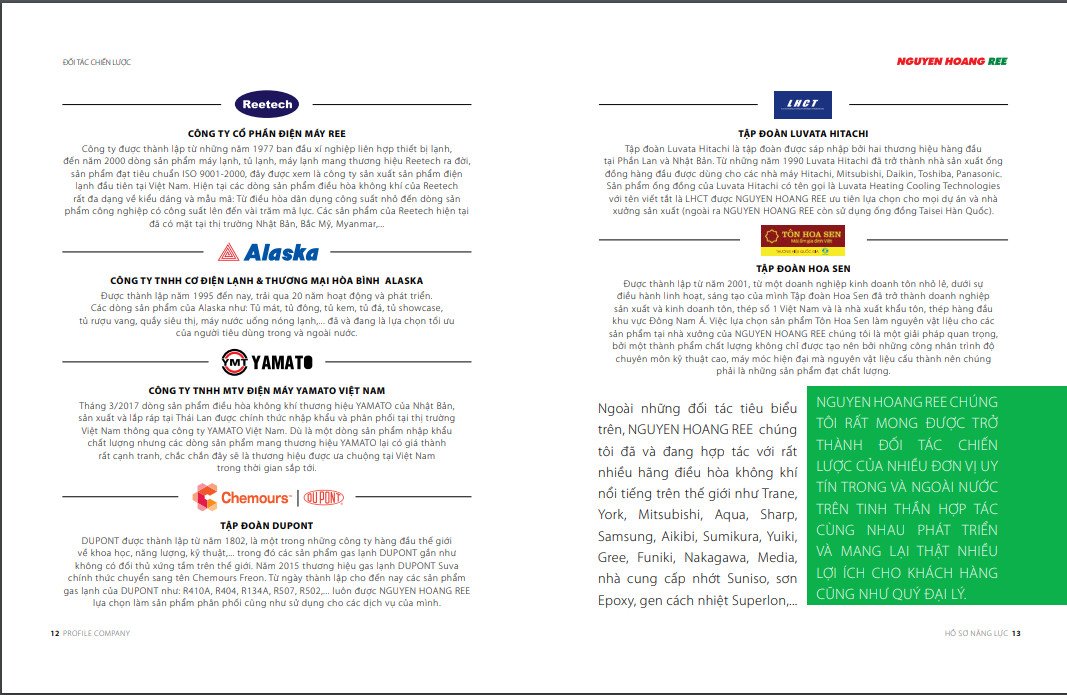 ĐỐI TÁC CHIẾN LƯỢC
Reetech
CÔNG TY CỔ PHẦN ĐIỆN MÁY REE
Công ty được thành lập từ những năm 1977 ban đầu xí nghiệp liên hợp thiết bị lạnh,
đến năm 2000 dòng sản phẩm máy lạnh, tủ lạnh, máy lạnh mang thương hiệu Reetech ra đời,
sản phẩm đạt tiêu chuẩn ISO 9001-2000, đây được xem là công ty sản xuất sản phẩm điện
lạnh đầu tiên tại Việt Nam. Hiện tại các dòng sản phẩm điều hòa không khí của Reetech
rất đa dạng về kiểu dáng và mẫu mã: Từ điều hòa dân dụng công suất nhỏ đến dòng sản
phẩm công nghiệp có công suất lên đến vài trăm mã lực. Các sản phẩm của Reetech hiện tại
đã có mặt tại thị trường Nhật Bản, Bắc Mỹ, Myanmar,...
Alaska
CÔNG TY TNHH CƠ ĐIỆN LẠNH & THƯƠNG MẠI HÒA BÌNH ALASKA
Được thành lập năm 1995 đến nay, trải qua 20 năm hoạt động và phát triển.
Các dòng sản phẩm của Alaska như: Tủ mát, tủ đông, tủ kem, tủ đá, tủ showcase,
tủ rượu vang, quầy siêu thị, máy nước uống nóng lạnh,... đã và đang là lựa chọn tối ưu
của người tiêu dùng trong và ngoài nước.
YMT YAMATO
CÔNG TY TNHH MTV ĐIỆN MÁY YAMATO VIỆT NAM
Tháng 3/2017 dòng sản phẩm điều hòa không khí thương hiệu YAMATO của Nhật Bản,
sản xuất và lắp ráp tại Thái Lan được chính thức nhập khẩu và phân phối tại thị trường
Việt Nam thông qua công ty YAMATO Việt Nam. Dù là một dòng sản phẩm nhập khẩu
chất lượng nhưng các dòng sản phẩm mang thương hiệu YAMATO lại có giá thành
rất cạnh tranh, chắc chắn đây sẽ là thương hiệu được ưa chuộng tại Việt Nam
trong thời gian sắp tới.
Chemours™ DUPONT
TẬP ĐOÀN DUPONT
DUPONT được thành lập từ năm 1802, là một trong những công ty hàng đầu thế giới
về khoa học, năng lượng, kỹ thuật,... trong đó các sản phẩm gas lạnh DUPONT gần như
không có đối thủ xứng tầm trên thế giới. Năm 2015 thương hiệu gas lạnh DUPONT Suva
chính thức chuyển sang tên Chemours Freon. Từ ngày thành lập cho đến nay các sản phẩm
gas lạnh của DUPONT như: R410A, R404, R134A, R507, R502,... luôn được NGUYEN HOANG REE
lựa chọn làm sản phẩm phân phối cũng như sử dụng cho các dịch vụ của mình.
12 PROFILE COMPANY
NGUYEN HOANG REE
LHCT
TẬP ĐOÀN LUVATA HITACHI
Tập đoàn Luvata Hitachi là tập đoàn được sáp nhập bởi hai thương hiệu hàng đầu
tại Phần Lan và Nhật Bản. Từ những năm 1990 Luvata Hitachi đã trở thành nhà sản xuất ống
đồng hàng đầu được dùng cho các nhà máy Hitachi, Mitsubishi, Daikin, Toshiba, Panasonic.
Sản phẩm ống đồng của Luvata Hitachi có tên gọi là Luvata Heating Cooling Technologies
với tên viết tắt là LHCT được NGUYEN HOANG REE ưu tiên lựa chọn cho mọi dự án và nhà
xưởng sản xuất (ngoài ra NGUYEN HOANG REE còn sử dụng ống đồng Taisei Hàn Quốc).
TÔN HOA SEN
Mái ấm gia đình Việt
THƯƠNG HIỆU QUỐC GIA
TẬP ĐOÀN HOA SEN
Được thành lập từ năm 2001, từ một doanh nghiệp kinh doanh tôn nhỏ lẻ, dưới sự
điều hành linh hoạt, sáng tạo của mình Tập đoàn Hoa Sen đã trở thành doanh nghiệp
sản xuất và kinh doanh tôn, thép số 1 Việt Nam và là nhà xuất khẩu tôn, thép hàng đầu
khu vực Đông Nam Á. Việc lựa chọn sản phẩm Tôn Hoa Sen làm nguyên vật liệu cho các
sản phẩm tại nhà xưởng của NGUYEN HOANG REE chúng tôi là một giải pháp quan trọng,
bởi một thành phẩm chất lượng không chỉ được tạo nên bởi những công nhân trình độ
chuyên môn kỹ thuật cao, máy móc hiện đại mà nguyên vật liệu cấu thành nên chúng
phải là những sản phẩm đạt chất lượng.
Ngoài những đối tác tiêu biểu
trên, NGUYEN HOANG REE chúng
tôi đã và đang hợp tác với rất
nhiều hãng điều hòa không khí
nổi tiếng trên thế giới như Trane,
York, Mitsubishi, Aqua, Sharp,
Samsung, Aikibi, Sumikura, Yuiki,
Gree, Funiki, Nakagawa, Media,
nhà cung cấp nhớt Suniso, sơn
Epoxy, gen cách nhiệt Superlon,...
NGUYEN HOANG REE CHÚNG
TÔI RẤT MONG ĐƯỢC TRỞ
THÀNH ĐỐI TÁC CHIẾN
LƯỢC CỦA NHIỀU ĐƠN VỊ UY
TÍN TRONG VÀ NGOÀI NƯỚC
TRÊN TINH THẦN HỢP TÁC
CÙNG NHAU PHÁT TRIỂN
VÀ MANG LẠI THẬT NHIỀU
LỢI ÍCH CHO KHÁCH HÀNG
CŨNG NHƯ QUÝ ĐẠI LÝ.
HỒ SƠ NĂNG LỰC 13